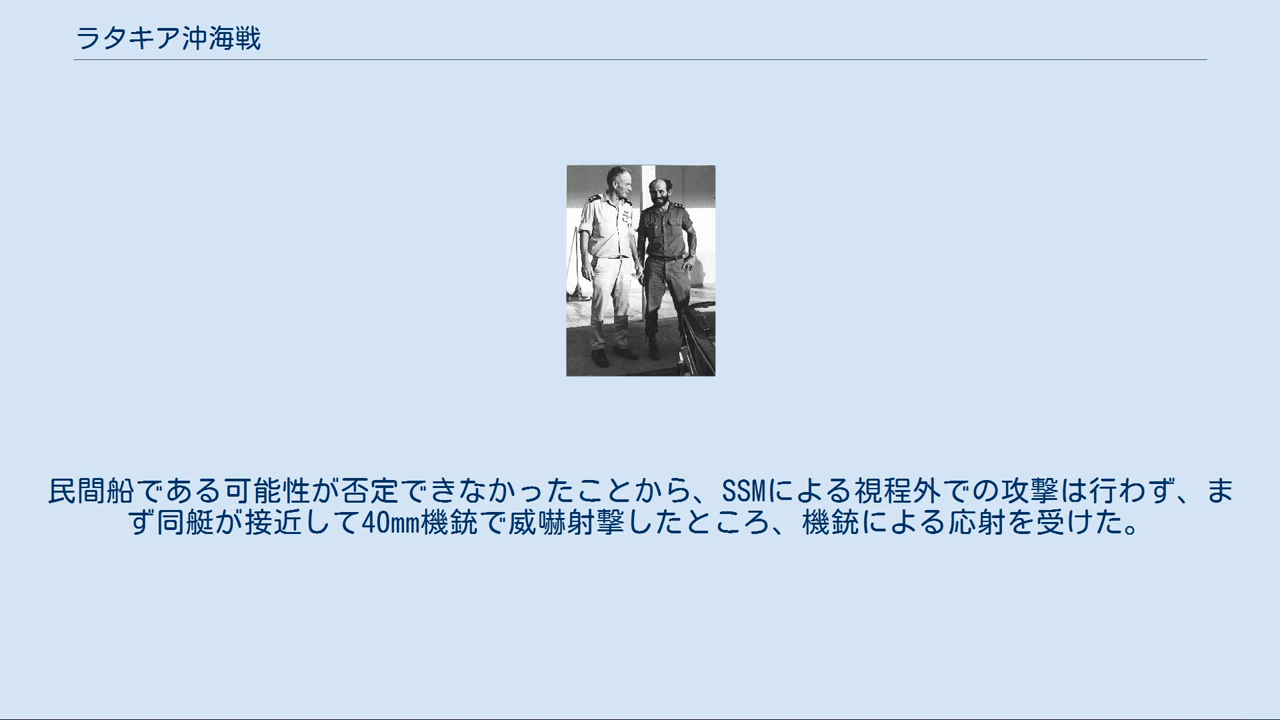 ラタキア沖海戦
民間船である可能性が否定できなかったことから、SSMによる視程外での攻撃は行わず、ま
ず同艇が接近して40mm機銃で威嚇射撃したところ、機銃による応射を受けた。